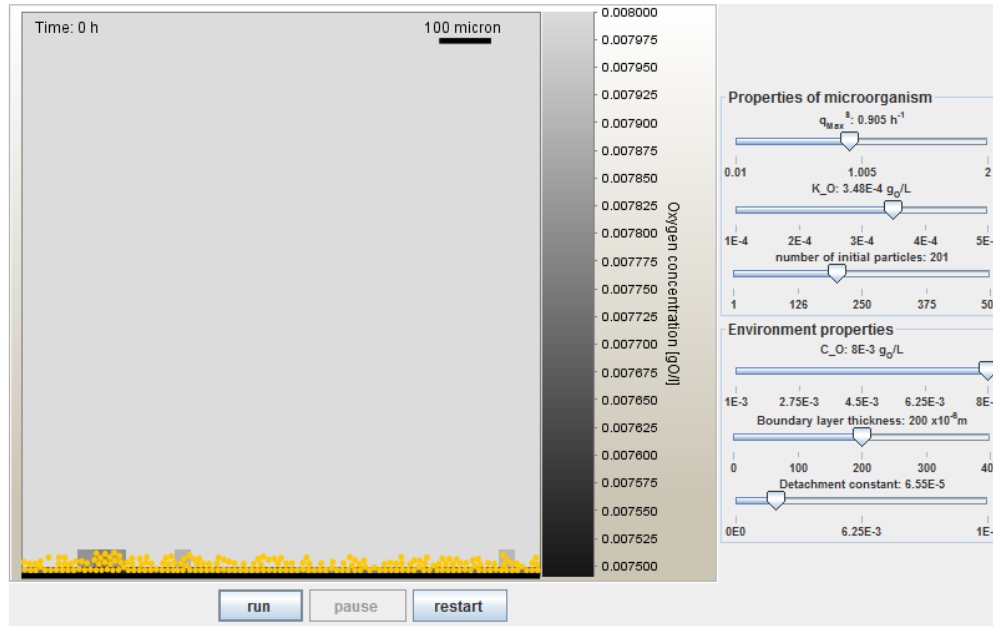 Time: 0 h
100 micron
0.008000
0.007975
0.007950
0.007925
0.007900
0.007875
0.007850
0.007825
0.007800
0.007775
0.007750
0.007725
0.007700
0.007675
0.007650
0.007625
0.007600
0.007575
0.007550
0.007525
0.007500
Oxygen concentration [gO/l]
Properties of microorganism
qMax^s: 0.905 h^-1
0.01 1.005 2
K_O: 3.48E-4 gO/L
1E-4 2E-4 3E-4 4E-4 5E-
number of initial particles: 201
1 126 250 375 50
Environment properties
C_O: 8E-3 gO/L
1E-3 2.75E-3 4.5E-3 6.25E-3 8E-
Boundary layer thickness: 200 x10^-6m
0 100 200 300 40
Detachment constant: 6.55E-5
0E0 6.25E-3 1E-
run pause restart